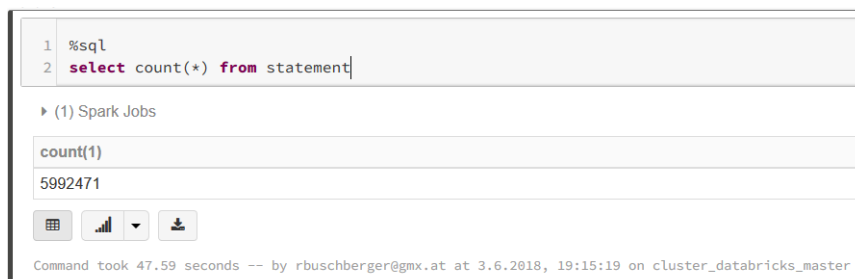 1 %sql
2 select count(*) from statement
(1) Spark Jobs
count(1)
5992471
Command took 47.59 seconds -- by rbuschberger@gmx.at at 3.6.2018, 19:15:19 on cluster_databricks_master